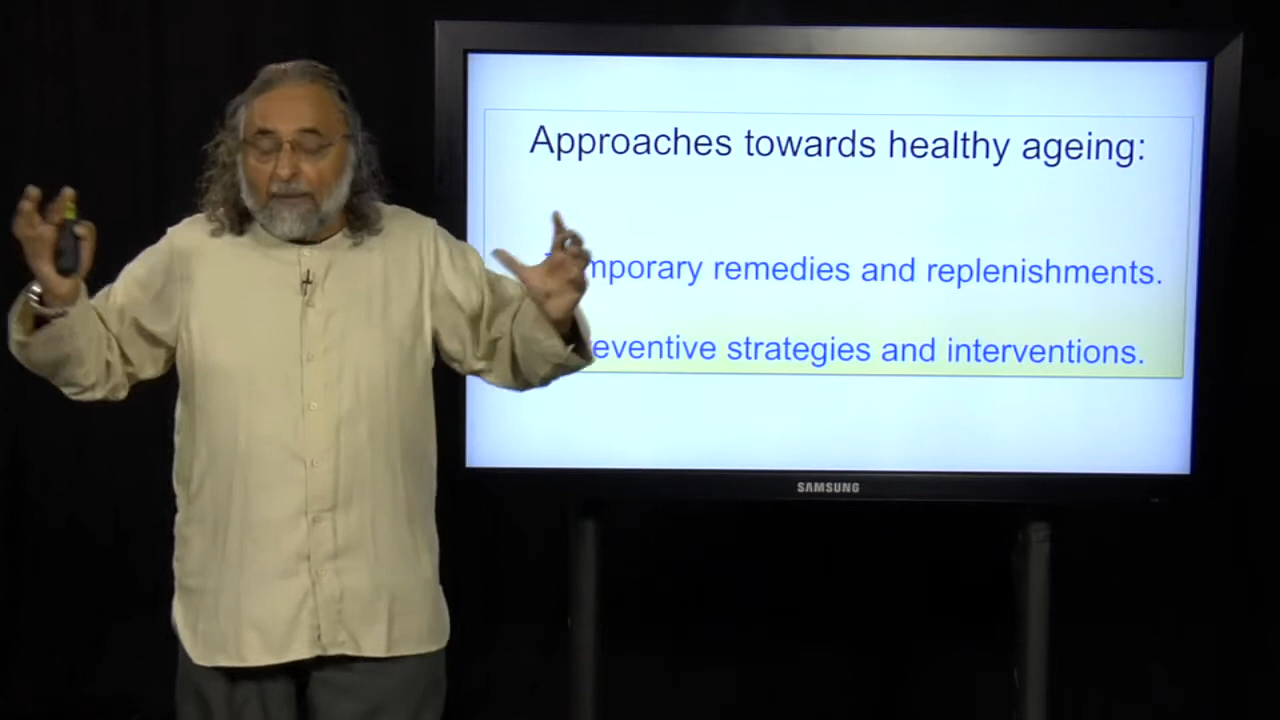 Approaches towards healthy ageing:
remedies and replenishments.
strategies and interventions.
SAMSUNG